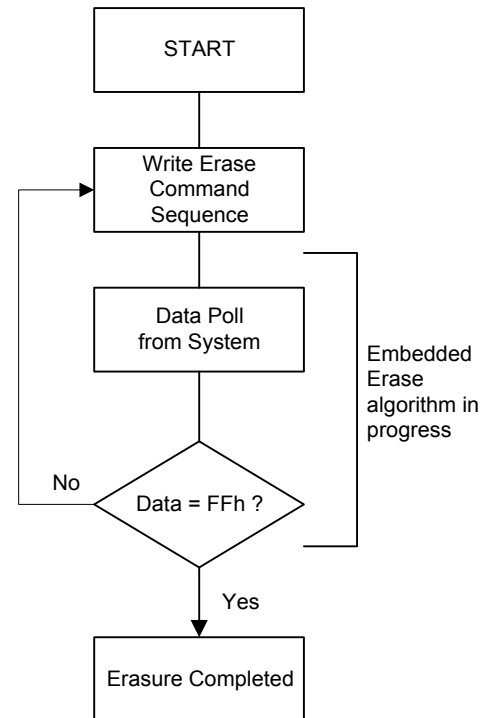 START
Write Erase
Command
Sequence
Data Poll
from System
Embedded
Erase
algorithm in
progress
No
Data = FFh ?
Yes
Erasure Completed